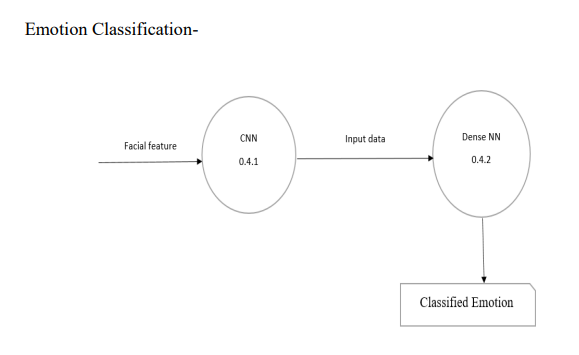 Emotion Classification-
Facial feature
CNN
0.4.1
Input data
Dense NN
0.4.2
Classified Emotion